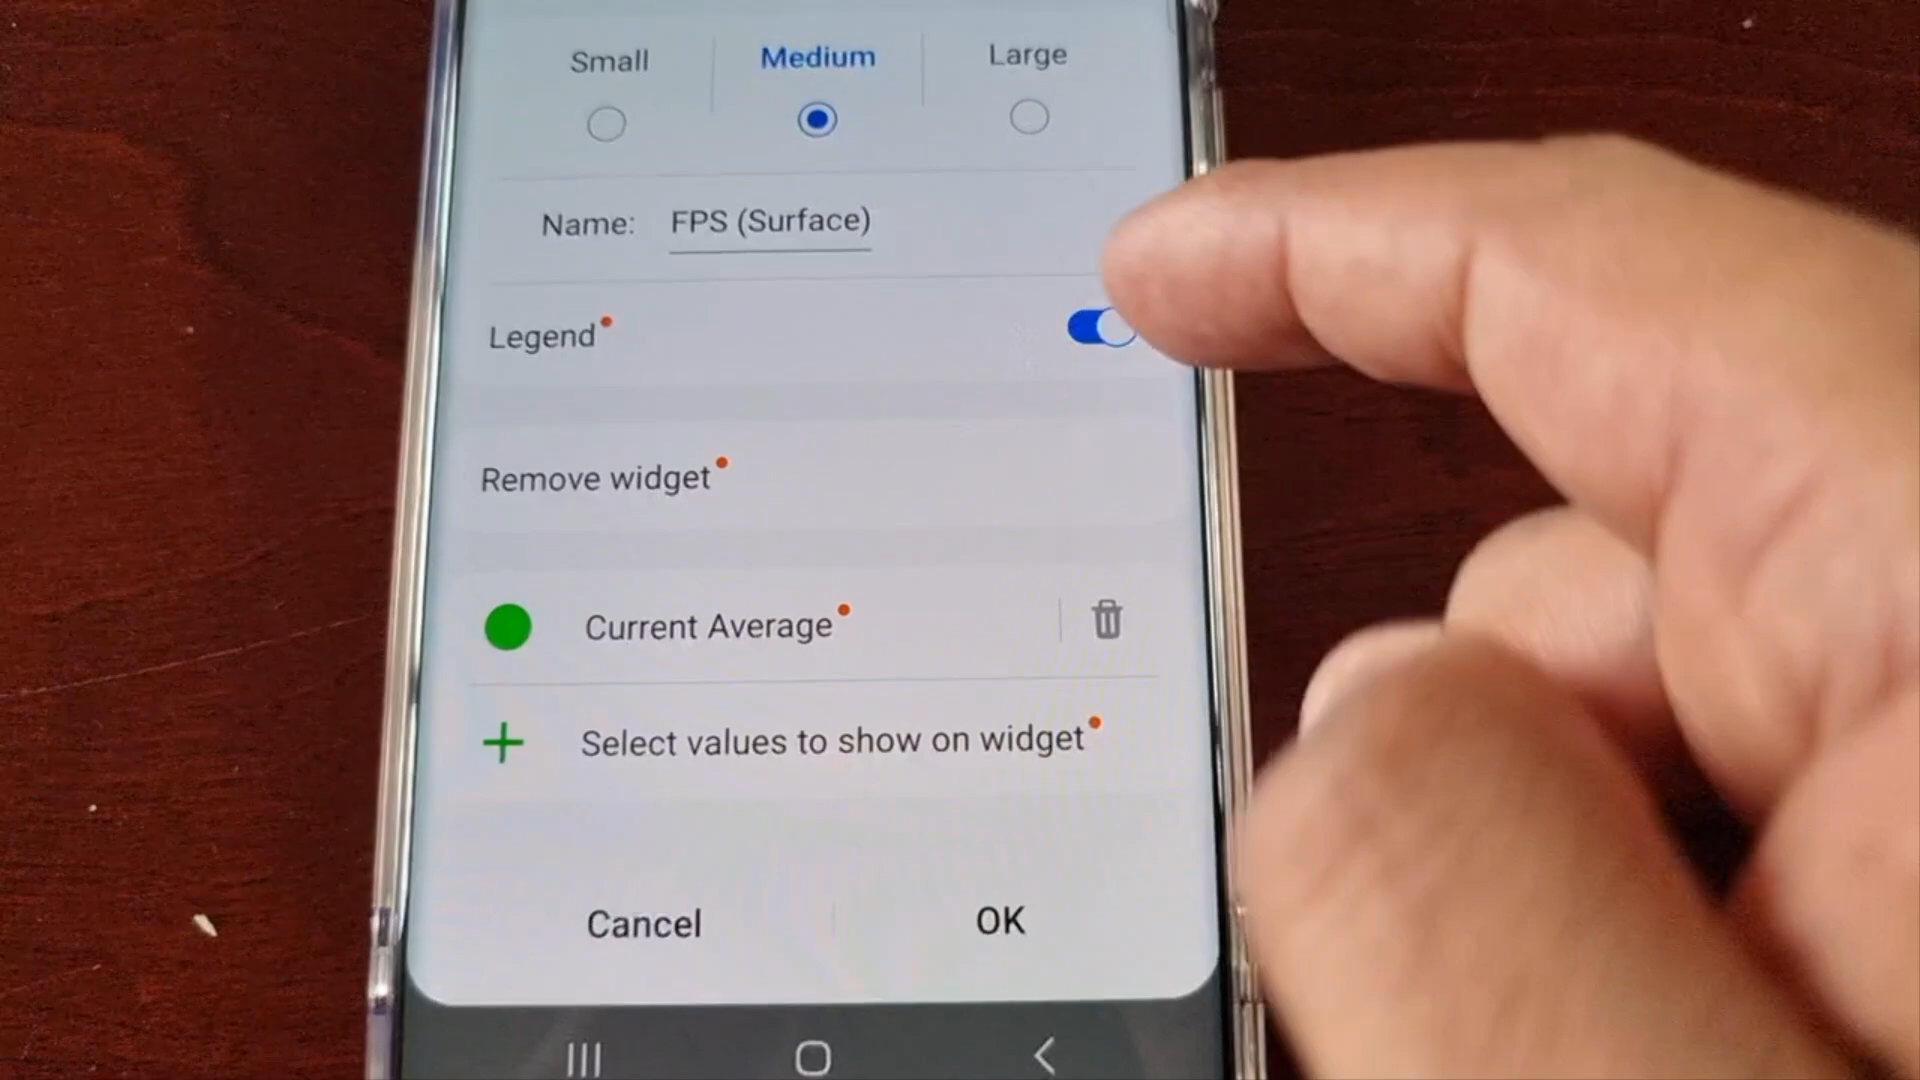 Small Medium Large
Name: FPS (Surface)
Legend
Remove widget
Current Average
Select values to show on widget
Cancel OK